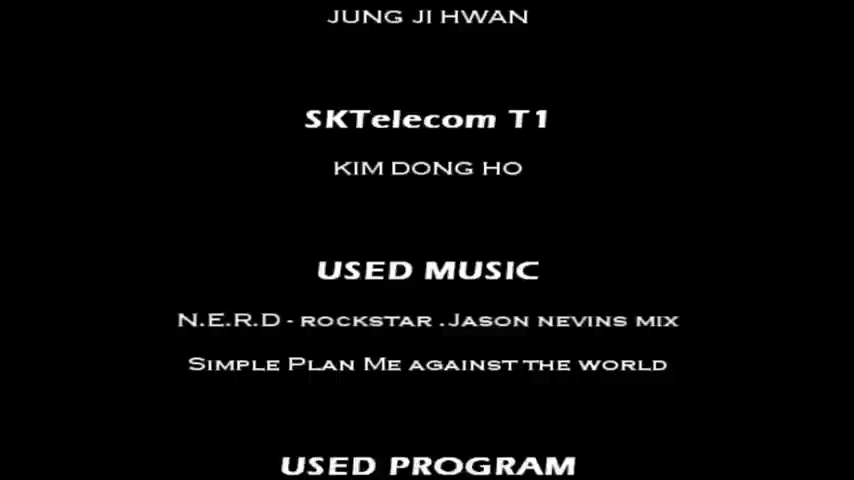 JUNG JI HWAN
SKTelecom T1
KIM DONG HO
USED MUSIC
N.E.R.D - ROCKSTAR .JASON NEVINS MIX
SIMPLE PLAN ME AGAINST THE WORLD
USED PROGRAM